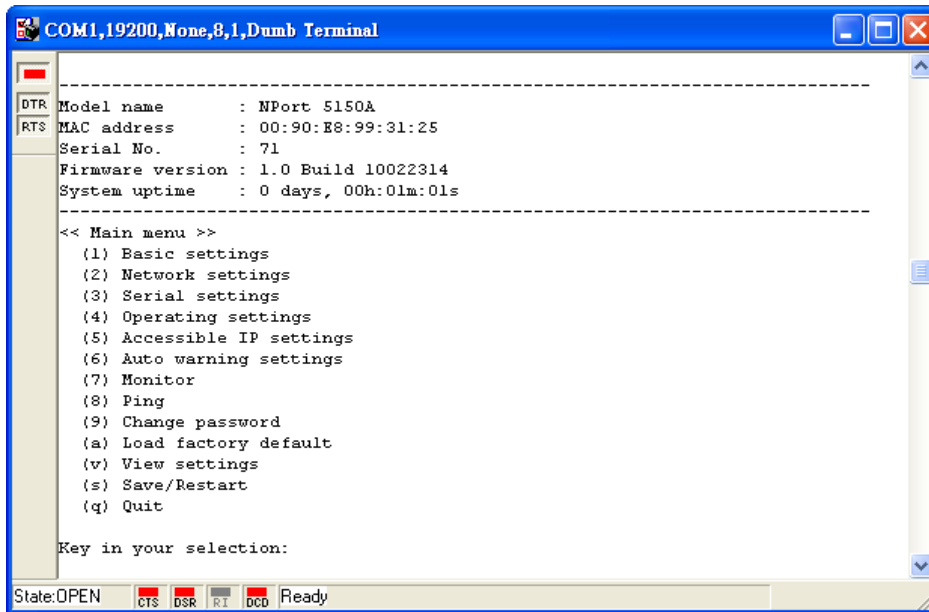 COM1,19200,None,8,1,Dumb Terminal
DTR
RTS
--------------------------------------------------------------------------
Model name       : NPort 5150A
MAC address      : 00:90:E8:99:31:25
Serial No.       : 71
Firmware version : 1.0 Build 10022314
System uptime    : 0 days, 00h:01m:01s
--------------------------------------------------------------------------
<< Main menu >>
  (1) Basic settings
  (2) Network settings
  (3) Serial settings
  (4) Operating settings
  (5) Accessible IP settings
  (6) Auto warning settings
  (7) Monitor
  (8) Ping
  (9) Change password
  (a) Load factory default
  (v) View settings
  (s) Save/Restart
  (q) Quit
Key in your selection:
State:OPEN CTS DSR RI DCD Ready